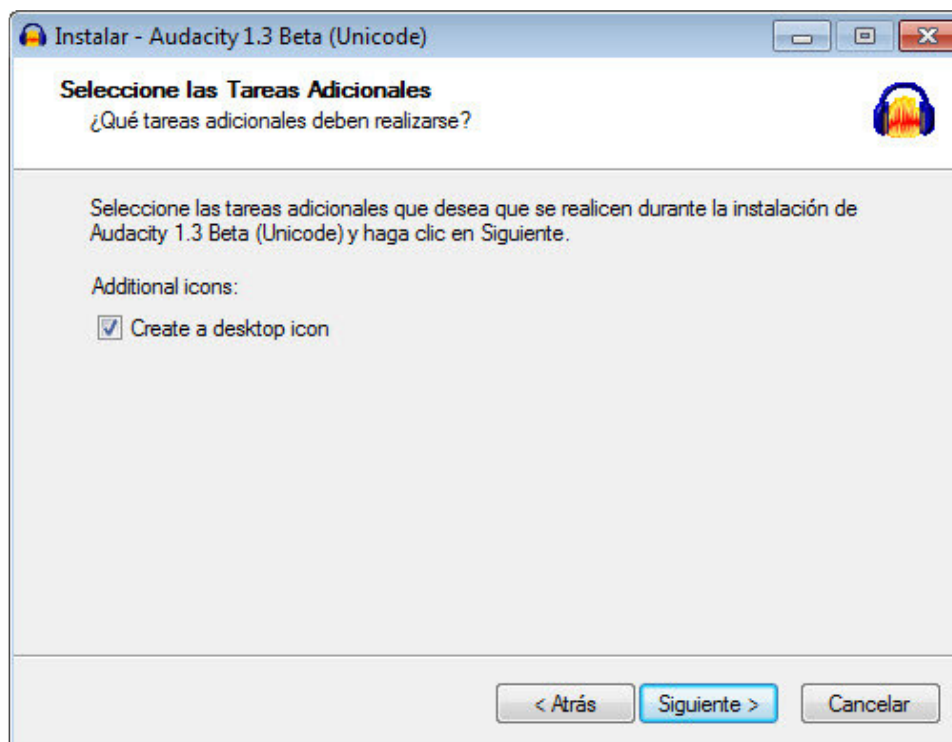 Instalar - Audacity 1.3 Beta (Unicode)
Seleccione las Tareas Adicionales
¿Qué tareas adicionales deben realizarse?
Seleccione las tareas adicionales que desea que se realicen durante la instalación de
Audacity 1.3 Beta (Unicode) y haga clic en Siguiente.
Additional icons:
Create a desktop icon
< Atrás Siguiente > Cancelar